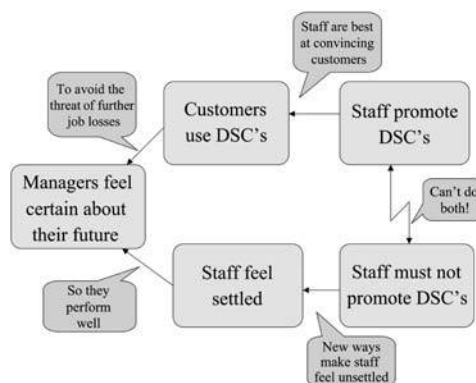 Staff are best
at convincing
customers
To avoid the
threat of further
job losses
Customers
use DSC's
Staff promote
DSC's
Managers feel
certain about
their future
Can't do
both!
So they
perform
well
Staff feel
settled
Staff must not
promote DSC's
New ways
make staff
feel unsettled